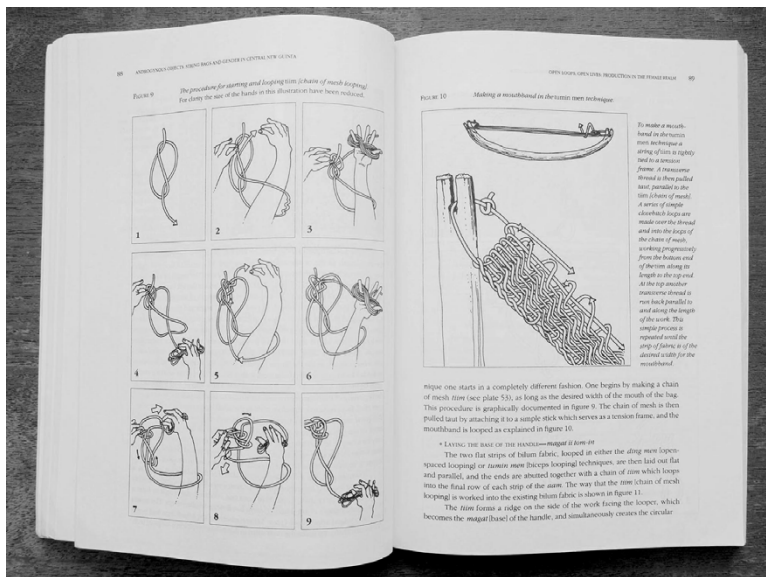 88 ANDROGYNOUS OBJECTS: STRING BAGS AND GENDER IN CENTRAL NEW GUINEA
FIGURE 9 The procedure for starting and looping tiim [chain of mesh looping]
For clarity the size of the hands in this illustration have been reduced.
1
2
3
4
5
6
7
8
9
OPEN LOOPS, OPEN LIVES: PRODUCTION IN THE FEMALE REALM
FIGURE 10 Making a mouthband in the tumin men technique
To make a mouth-
band in the tumin
men technique a
string of tiim is tightly
tied to a tension
frame. A transverse
thread is then pulled
taut, parallel to the
tiim [chain of mesh].
A series of simple
clovehitch loops are
made over the thread
and into the loops of
the chain of mesh,
working progressively
from the bottom end
of the tiim along its
length to the top end.
At the top another
transverse thread is
run back parallel to
and along the length
of the work. This
simple process is
repeated until the
strip of fabric is of the
desired width for the
mouthband.
nique one starts in a completely different fashion. One begins by making a chain
of mesh tiim (see plate 53), as long as the desired width of the mouth of the bag.
This procedure is graphically documented in figure 9. The chain of mesh is then
pulled taut by attaching it to a simple stick which serves as a tension frame, and the
mouthband is looped as explained in figure 10.
LAYING THE BASE OF THE HANDLE—magat ii tom-in
The two flat strips of bilum fabric, looped in either the ding men [open-
spaced looping] or tumin men [biceps looping] techniques, are then laid out flat
and parallel, and the ends are abutted together with a chain of tiim which loops
into the final row of each strip of the aam. The way that the tiim [chain of mesh
looping] is worked into the existing bilum fabric is shown in figure 11.
The tiim forms a ridge on the side of the work facing the looper, which
becomes the magat [base] of the handle, and simultaneously creates the circular